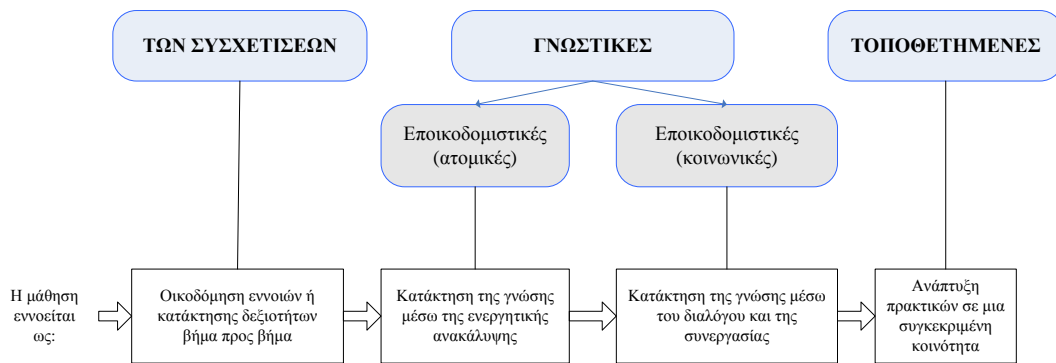 ΤΩΝ ΣΥΣΧΕΤΙΣΕΩΝ
ΓΝΩΣΤΙΚΕΣ
ΤΟΠΟΘΕΤΗΜΕΝΕΣ
Εποικοδομιστικές
(ατομικές)
Εποικοδομιστικές
(κοινωνικές)
Η μάθηση
εννοείται
ως:
Οικοδόμηση εννοιών ή
κατάκτησης δεξιοτήτων
βήμα προς βήμα
Κατάκτηση της γνώσης
μέσω της ενεργητικής
ανακάλυψης
Κατάκτηση της γνώσης μέσω
του διαλόγου και της
συνεργασίας
Ανάπτυξη
πρακτικών σε μια
συγκεκριμένη
κοινότητα